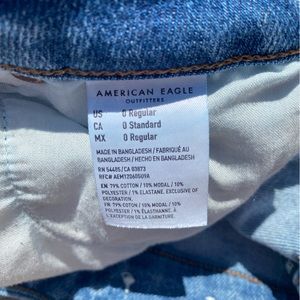 AMERICAN EAGLE
OUTFITTERS
US 0 Regular
CA 0 Standard
MX 0 Regular
MADE IN BANGLADESH / FABRIQUÉ AU
BANGLADESH / HECHO EN BANGLADESH
RN 54485/CA 03873
RFC# AEM12060509A
EN 79% COTTON / 10% MODAL / 10%
POLYESTER / 1% ELASTANE. EXCLUSIVE OF
DECORATION.
FR 79% COTON / 10% MODAL / 10%
POLYESTER / 1% ÉLASTHANNE. À
L'EXCEPTION DE LA GARNITURE